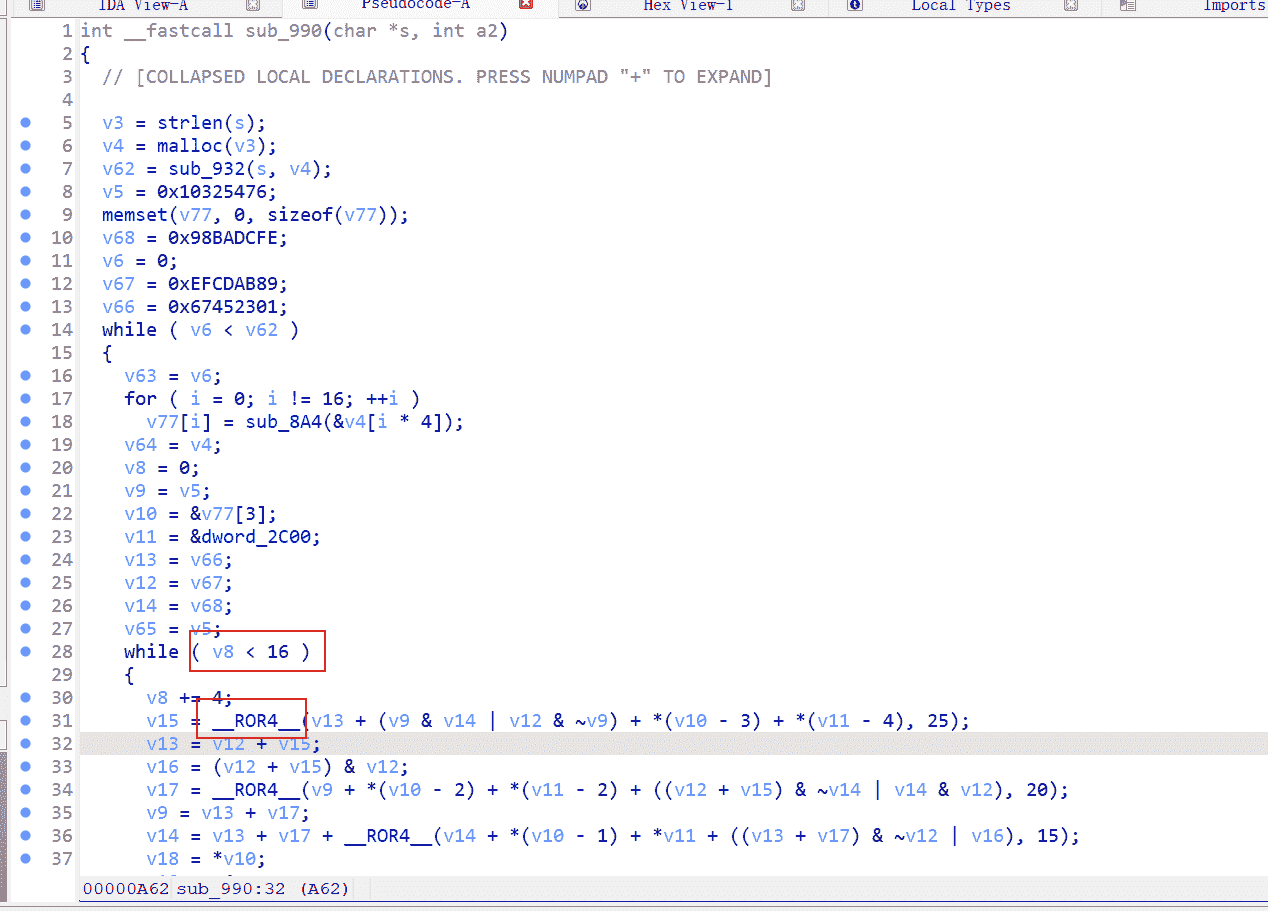 IDA View-A Pseudocode-A Hex View-1 Local Types Imports
1 int __fastcall sub_990(char *s, int a2)
2 {
3 // [COLLAPSED LOCAL DECLARATIONS. PRESS NUMPAD "+" TO EXPAND]
4
5 v3 = strlen(s);
6 v4 = malloc(v3);
7 v62 = sub_932(s, v4);
8 v5 = 0x10325476;
9 memset(v77, 0, sizeof(v77));
10 v68 = 0x98BADCFE;
11 v6 = 0;
12 v67 = 0xEFCDAB89;
13 v66 = 0x67452301;
14 while ( v6 < v62 )
15 {
16 v63 = v6;
17 for ( i = 0; i != 16; ++i )
18 v77[i] = sub_8A4(&v4[i * 4]);
19 v64 = v4;
20 v8 = 0;
21 v9 = v5;
22 v10 = &v77[3];
23 v11 = &dword_2C00;
24 v13 = v66;
25 v12 = v67;
26 v14 = v68;
27 v65 = v5;
28 while ( v8 < 16 )
29 {
30 v8 += 4;
31 v15 = __ROR4__(v13 + (v9 & v14 | v12 & ~v9) + *(v10 - 3) + *(v11 - 4), 25);
32 v13 = v12 + v15;
33 v16 = (v12 + v15) & v12;
34 v17 = __ROR4__(v9 + *(v10 - 2) + *(v11 - 2) + ((v12 + v15) & ~v14 | v14 & v12), 20);
35 v9 = v13 + v17;
36 v14 = v13 + v17 + __ROR4__(v14 + *(v10 - 1) + *v11 + ((v13 + v17) & ~v12 | v16), 15);
37 v18 = *v10;
00000A62 sub_990:32 (A62)